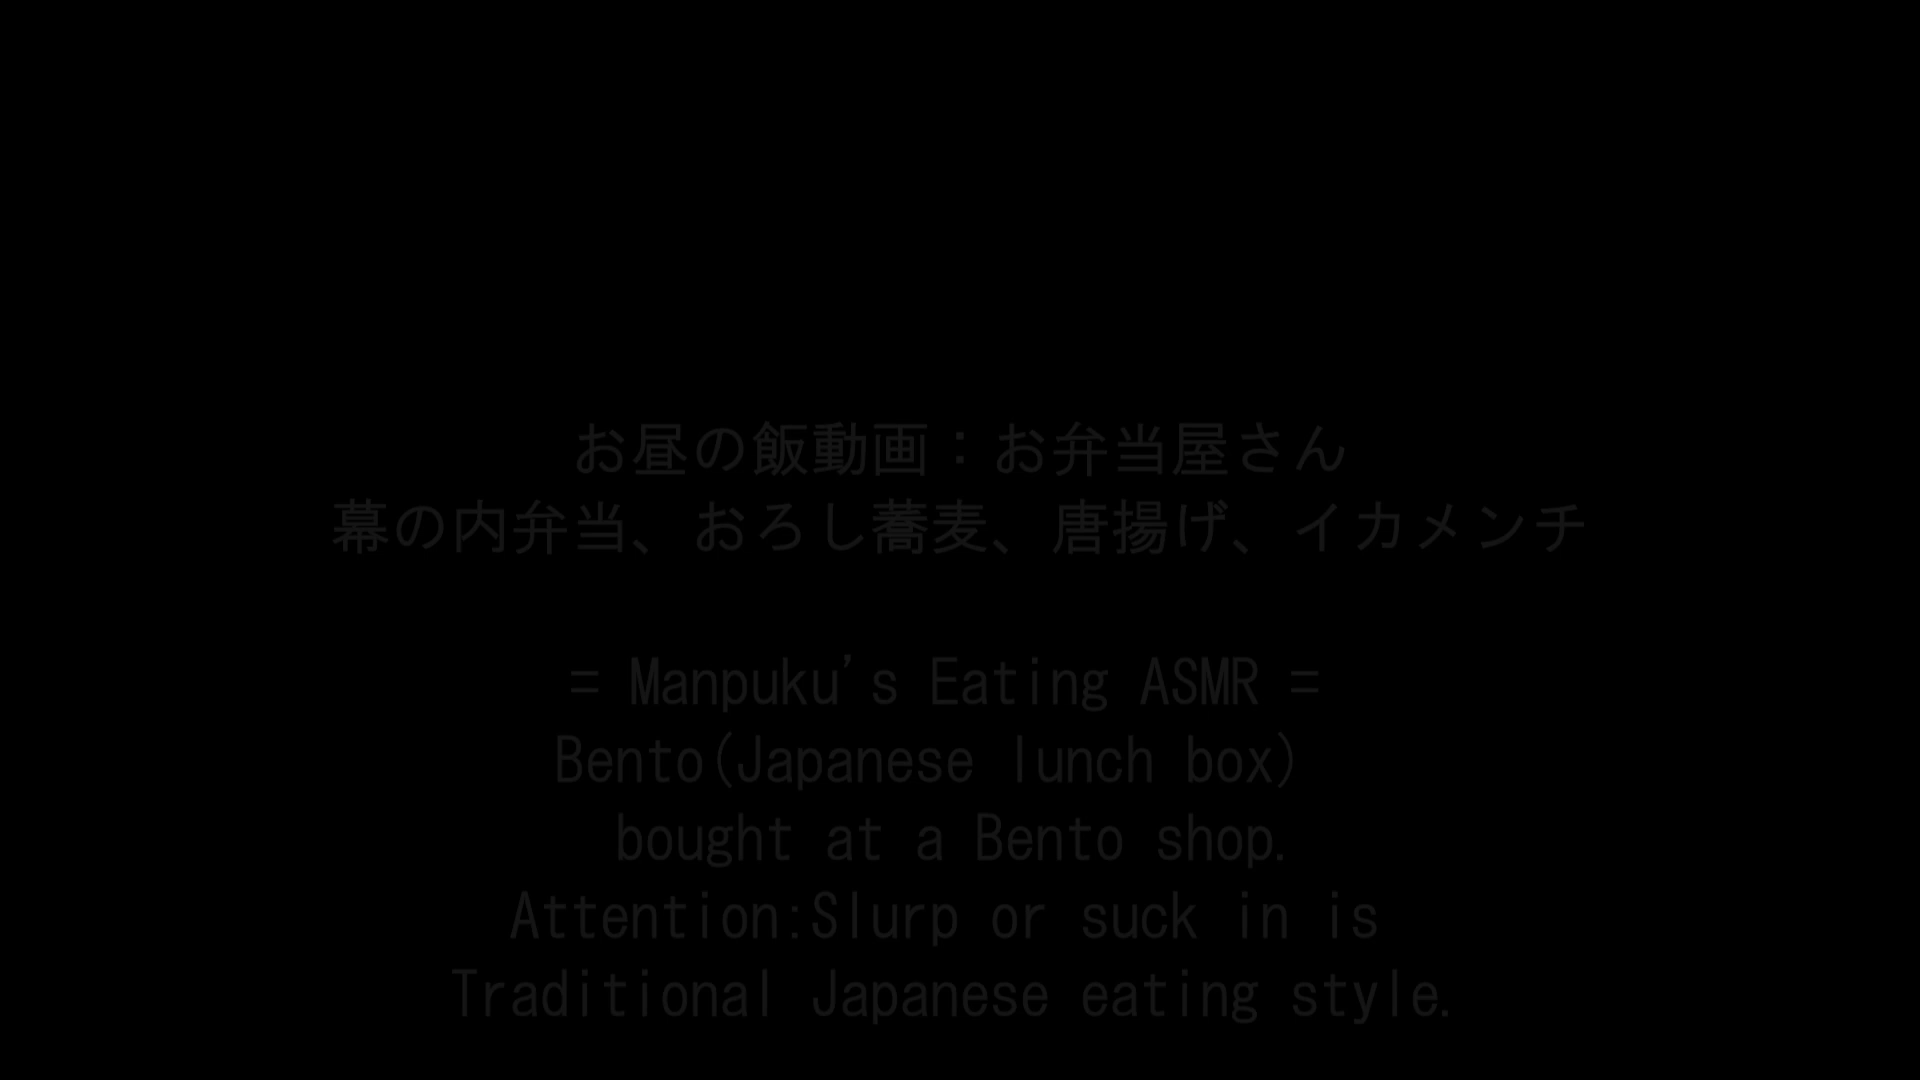 お昼の飯動画：お弁当屋さん
幕の内弁当、おろし蕎麦、唐揚げ、イカメンチ
= Manpuku's Eating ASMR =
Bento(Japanese lunch box)
bought at a Bento shop.
Attention:Slurp or suck in is
Traditional Japanese eating style.